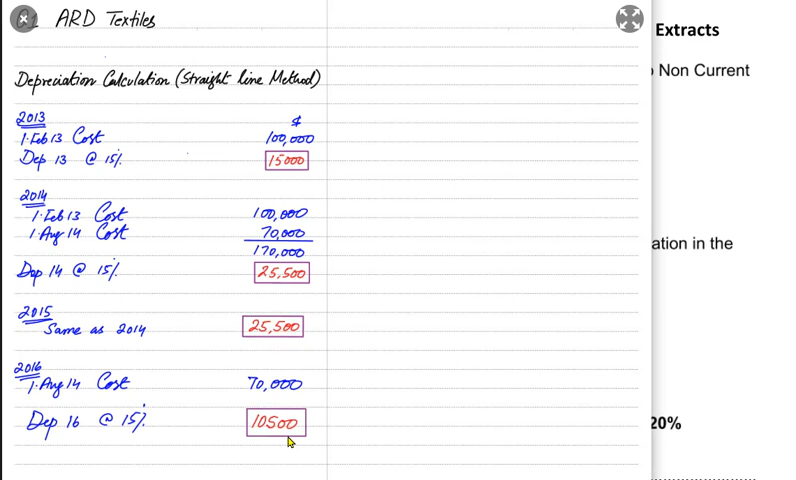 Q1 ARD Textiles
Depreciation Calculation (Straight line Method)
2013
$
1.Feb 13 Cost 100,000
Dep 13 @ 15% 15000
2014
1.Feb 13 Cost 100,000
1.Aug 14 Cost 70,000
170,000
Dep 14 @ 15% 25,500
2015
Same as 2014 25,500
2016
1.Aug 14 Cost 70,000
Dep 16 @ 15% 10500
Extracts
Non Current
ation in the
20%